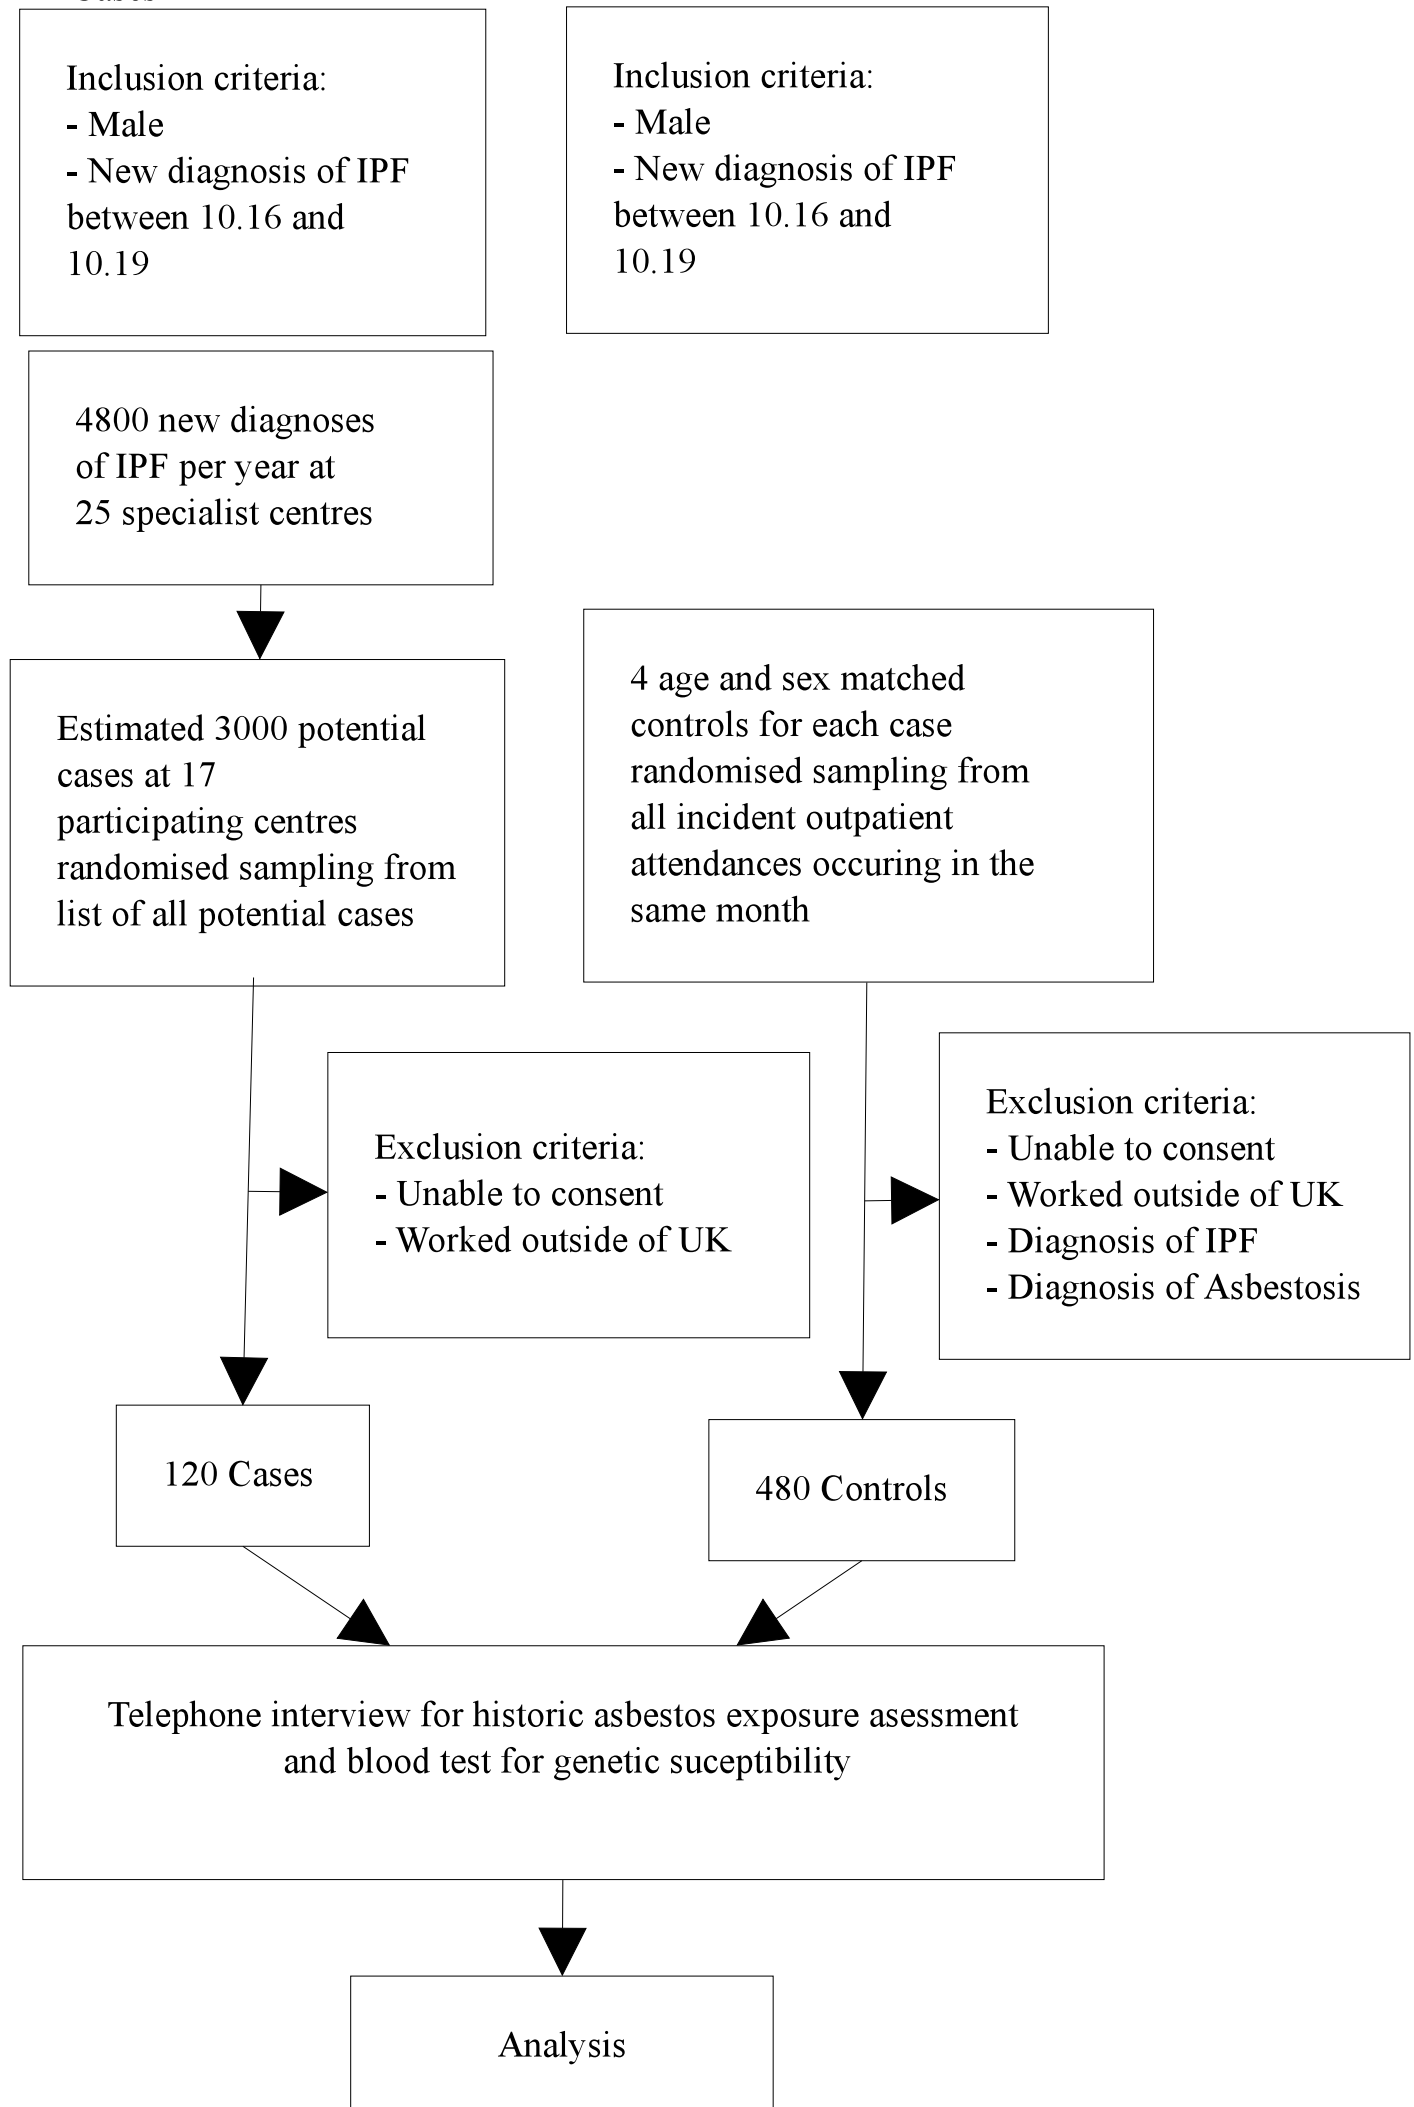 Inclusion criteria:
- Male
- New diagnosis of IPF
between 10.16 and
10.19
Inclusion criteria:
- Male
- New diagnosis of IPF
between 10.16 and
10.19
4800 new diagnoses
of IPF per year at
25 specialist centres
Estimated 3000 potential
cases at 17
participating centres
randomised sampling from
list of all potential cases
4 age and sex matched
controls for each case
randomised sampling from
all incident outpatient
attendances occuring in the
same month
Exclusion criteria:
- Unable to consent
- Worked outside of UK
Exclusion criteria:
- Unable to consent
- Worked outside of UK
- Diagnosis of IPF
- Diagnosis of Asbestosis
120 Cases
480 Controls
Telephone interview for historic asbestos exposure asessment
and blood test for genetic suceptibility
Analysis